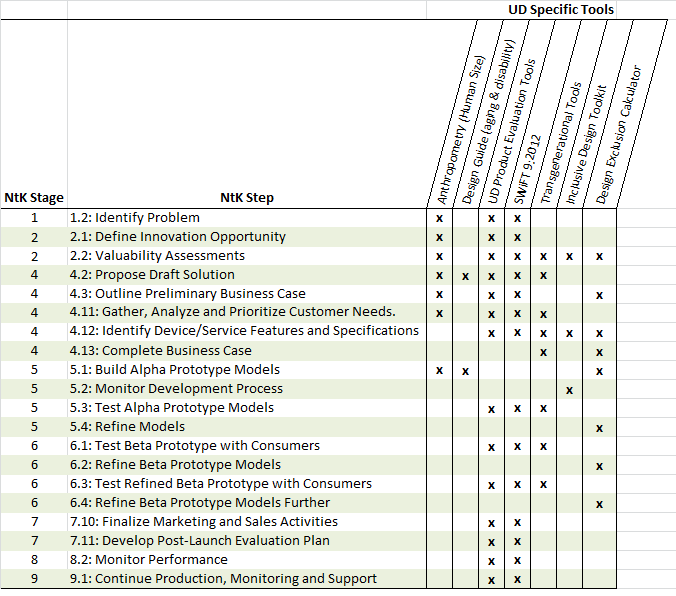 UD Specific Tools
NtK Stage NtK Step Anthropometry (Human Size) Design Guide (aging & disability) UD Product Evaluation Tools SWIFT 9:2012 Transgenerational Tools Inclusive Design Toolkit Design Exclusion Calculator
1 1.2: Identify Problem x x x
2 2.1: Define Innovation Opportunity x x x
2 2.2: Valuability Assessments x x x x x x
4 4.2: Propose Draft Solution x x x x x
4 4.3: Outline Preliminary Business Case x x x x
4 4.11: Gather, Analyze and Prioritize Customer Needs. x x x x
4 4.12: Identify Device/Service Features and Specifications x x x x x
4 4.13: Complete Business Case x x
5 5.1: Build Alpha Prototype Models x x x
5 5.2: Monitor Development Process x
5 5.3: Test Alpha Prototype Models x x x
5 5.4: Refine Models x
6 6.1: Test Beta Prototype with Consumers x x x
6 6.2: Refine Beta Prototype Models x
6 6.3: Test Refined Beta Prototype with Consumers x x x
6 6.4: Refine Beta Prototype Models Further x
7 7.10: Finalize Marketing and Sales Activities x x
7 7.11: Develop Post-Launch Evaluation Plan x x
8 8.2: Monitor Performance x x
9 9.1: Continue Production, Monitoring and Support x x